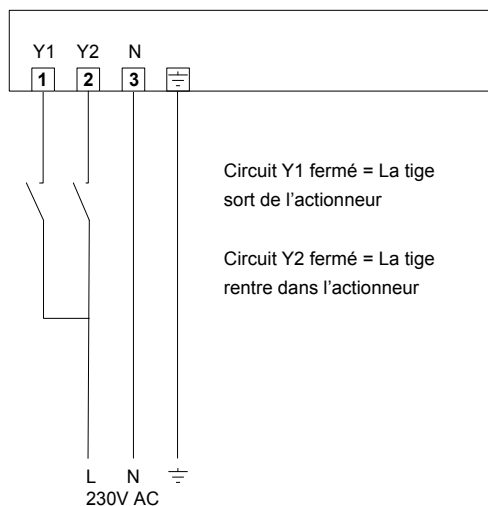 Y1 Y2 N
1 2 3
Circuit Y1 fermé = La tige
sort de l’actionneur
Circuit Y2 fermé = La tige
rentre dans l’actionneur
L N
230V AC